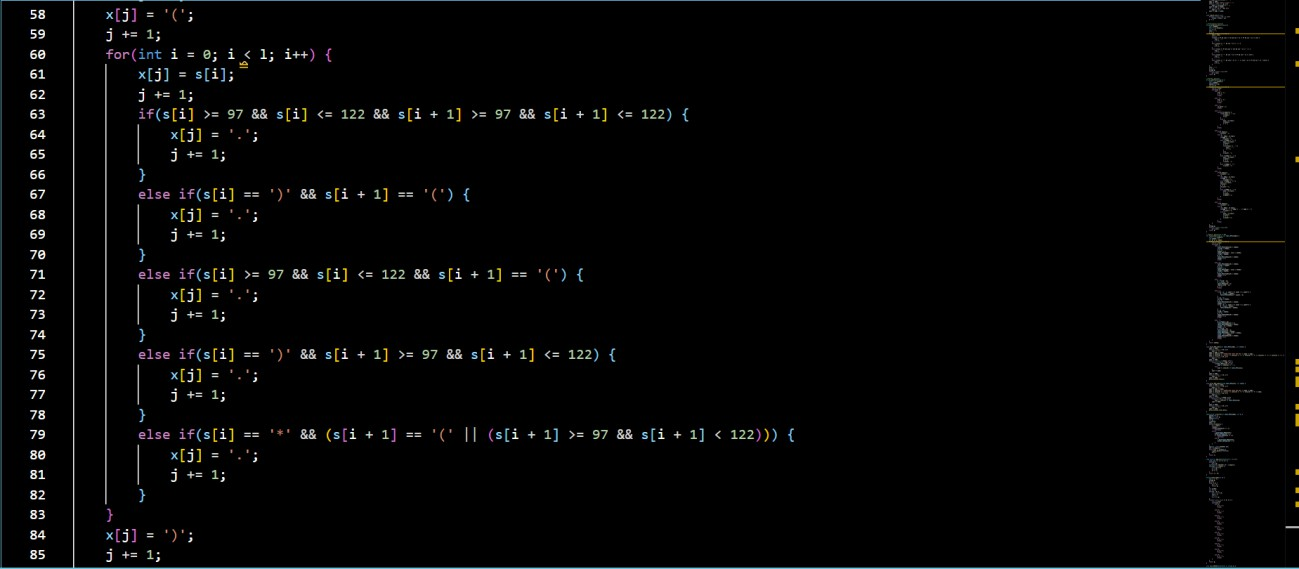 58 x[j] = '(';
59 j += 1;
60 for(int i = 0; i < l; i++) {
61 x[j] = s[i];
62 j += 1;
63 if(s[i] >= 97 && s[i] <= 122 && s[i + 1] >= 97 && s[i + 1] <= 122) {
64 x[j] = '.';
65 j += 1;
66 }
67 else if(s[i] == ')' && s[i + 1] == '(') {
68 x[j] = '.';
69 j += 1;
70 }
71 else if(s[i] >= 97 && s[i] <= 122 && s[i + 1] == '(') {
72 x[j] = '.';
73 j += 1;
74 }
75 else if(s[i] == ')' && s[i + 1] >= 97 && s[i + 1] <= 122) {
76 x[j] = '.';
77 j += 1;
78 }
79 else if(s[i] == '*' && (s[i + 1] == '(' || (s[i + 1] >= 97 && s[i + 1] < 122))) {
80 x[j] = '.';
81 j += 1;
82 }
83 }
84 x[j] = ')';
85 j += 1;